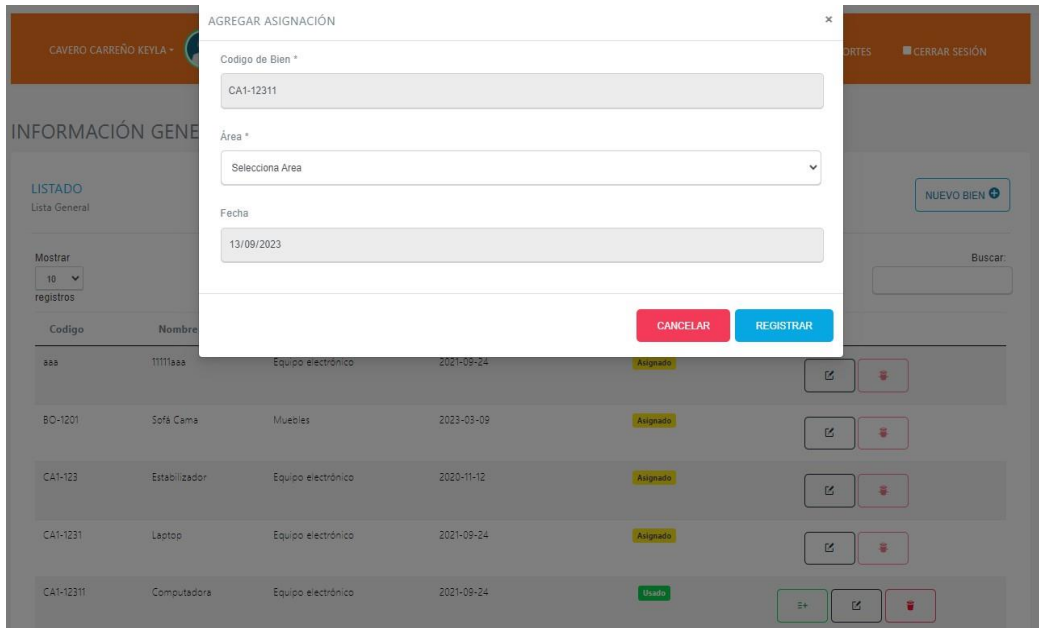 AGREGAR ASIGNACIÓN ×
CAVERO CARREÑO KEYLA
ORTES CERRAR SESIÓN
Codigo de Bien *
CA1-12311
INFORMACIÓN GENE
Área *
Selecciona Area
LISTADO
Lista General
NUEVO BIEN
Fecha
13/09/2023
Mostrar
10
registros
Buscar:
CANCELAR REGISTRAR
Codigo Nombre
aaa 11111aaa Equipo electrónico 2021-09-24 Asignado
BO-1201 Sofá Cama Muebles 2023-03-09 Asignado
CA1-123 Estabilizador Equipo electrónico 2020-11-12 Asignado
CA1-1231 Laptop Equipo electrónico 2021-09-24 Asignado
CA1-12311 Computadora Equipo electrónico 2021-09-24 Usado